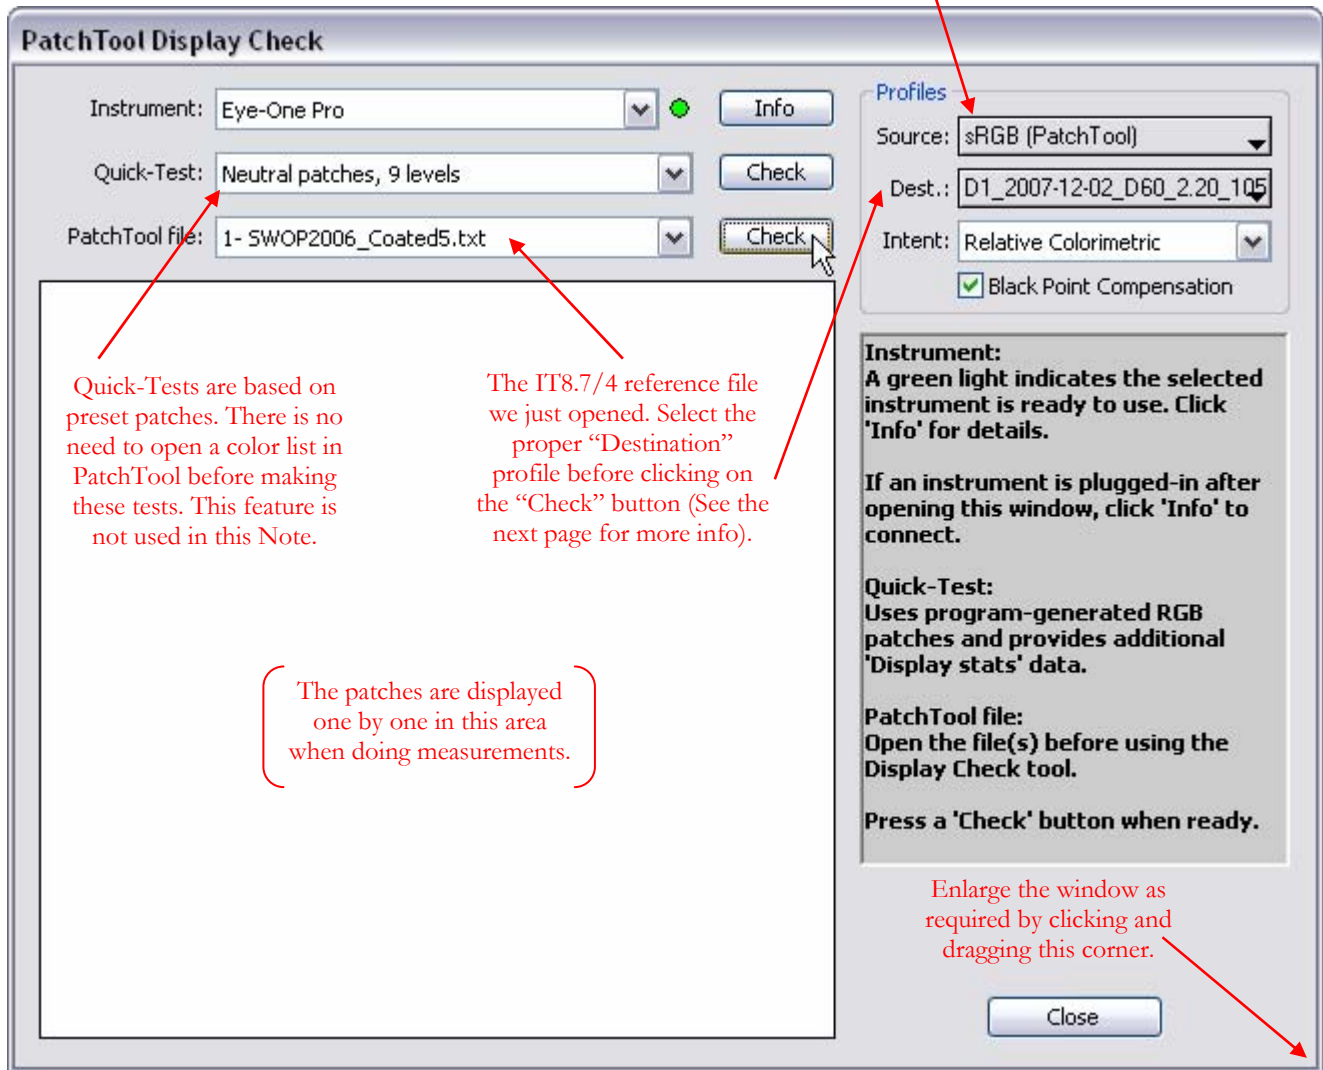 PatchTool Display Check
Instrument: Eye-One Pro Info
Quick-Test: Neutral patches, 9 levels Check
PatchTool file: 1- SWOP2006_Coated5.txt Check
Profiles
Source: sRGB (PatchTool)
Dest.: D1_2007-12-02_D60_2.20_105
Intent: Relative Colorimetric
Black Point Compensation
Quick-Tests are based on
preset patches. There is no
need to open a color list in
PatchTool before making
these tests. This feature is
not used in this Note.
The IT8.7/4 reference file
we just opened. Select the
proper “Destination”
profile before clicking on
the “Check” button (See the
next page for more info).
The patches are displayed
one by one in this area
when doing measurements.
Instrument:
A green light indicates the selected
instrument is ready to use. Click
'Info' for details.
If an instrument is plugged-in after
opening this window, click 'Info' to
connect.
Quick-Test:
Uses program-generated RGB
patches and provides additional
'Display stats' data.
PatchTool file:
Open the file(s) before using the
Display Check tool.
Press a 'Check' button when ready.
Enlarge the window as
required by clicking and
dragging this corner.
Close